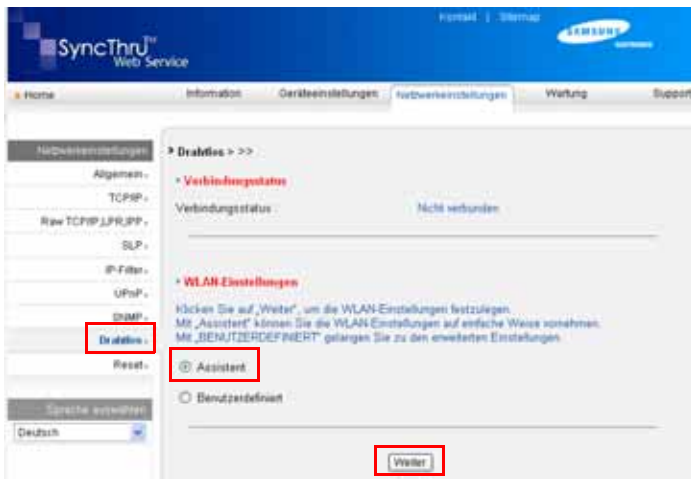 Kontakt | Sitemap
SyncThru™
Web Service
SAMSUNG
ELECTRONICS
Home
Information
Geräteeinstellungen
Netzwerkeinstellungen
Wartung
Support
Netzwerkeinstellungen
Allgemein
TCP/IP
Raw TCP/IP,LPR,IPP
SLP
IP-Filter
UPnP
SNMP
Drahtlos
Reset
Sprache auswählen
Deutsch
Drahtlos > >>
Verbindungsstatus
Verbindungsstatus
Nicht verbunden
WLAN-Einstellungen
Klicken Sie auf „Weiter", um die WLAN-Einstellungen festzulegen.
Mit „Assistent" können Sie die WLAN-Einstellungen auf einfache Weise vornehmen.
Mit „BENUTZERDEFINIERT" gelangen Sie zu den erweiterten Einstellungen.
Assistent
Benutzerdefiniert
Weiter